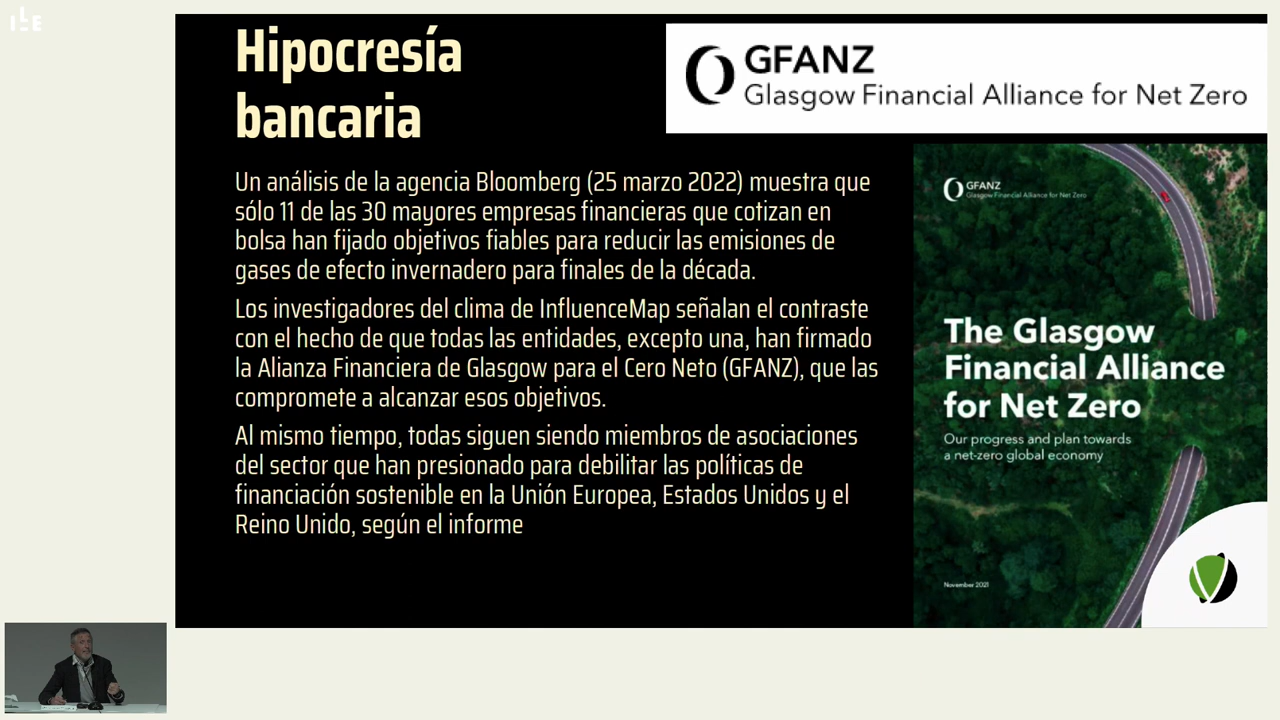 ILE
Hipocresía
bancaria
GFANZ
Glasgow Financial Alliance for Net Zero
Un análisis de la agencia Bloomberg (25 marzo 2022) muestra que
sólo 11 de las 30 mayores empresas financieras que cotizan en
bolsa han fijado objetivos fiables para reducir las emisiones de
gases de efecto invernadero para finales de la década.
Los investigadores del clima de InfluenceMap señalan el contraste
con el hecho de que todas las entidades, excepto una, han firmado
la Alianza Financiera de Glasgow para el Cero Neto (GFANZ), que las
compromete a alcanzar esos objetivos.
Al mismo tiempo, todas siguen siendo miembros de asociaciones
del sector que han presionado para debilitar las políticas de
financiación sostenible en la Unión Europea, Estados Unidos y el
Reino Unido, según el informe
GFANZ
Glasgow Financial Alliance for Net Zero
The Glasgow
Financial Alliance
for Net Zero
Our progress and plan towards
a net-zero global economy
November 2021